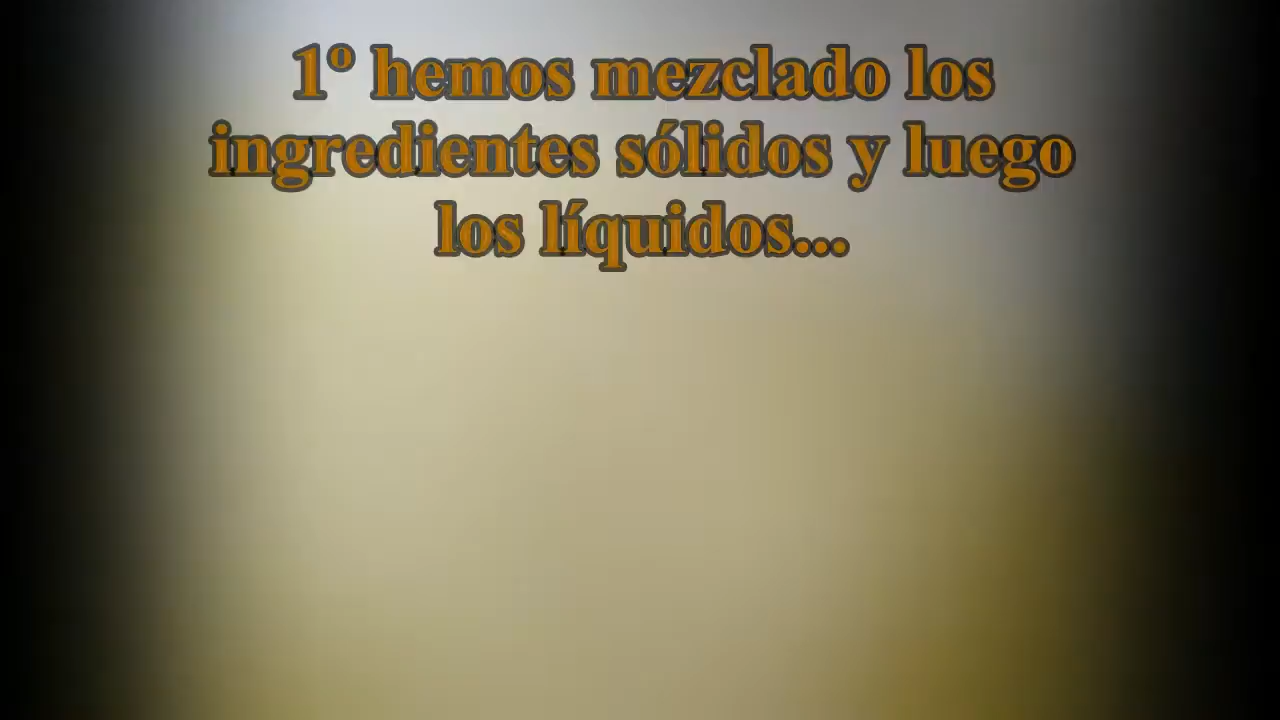 1º hemos mezclado los
ingredientes sólidos y luego
los líquidos...